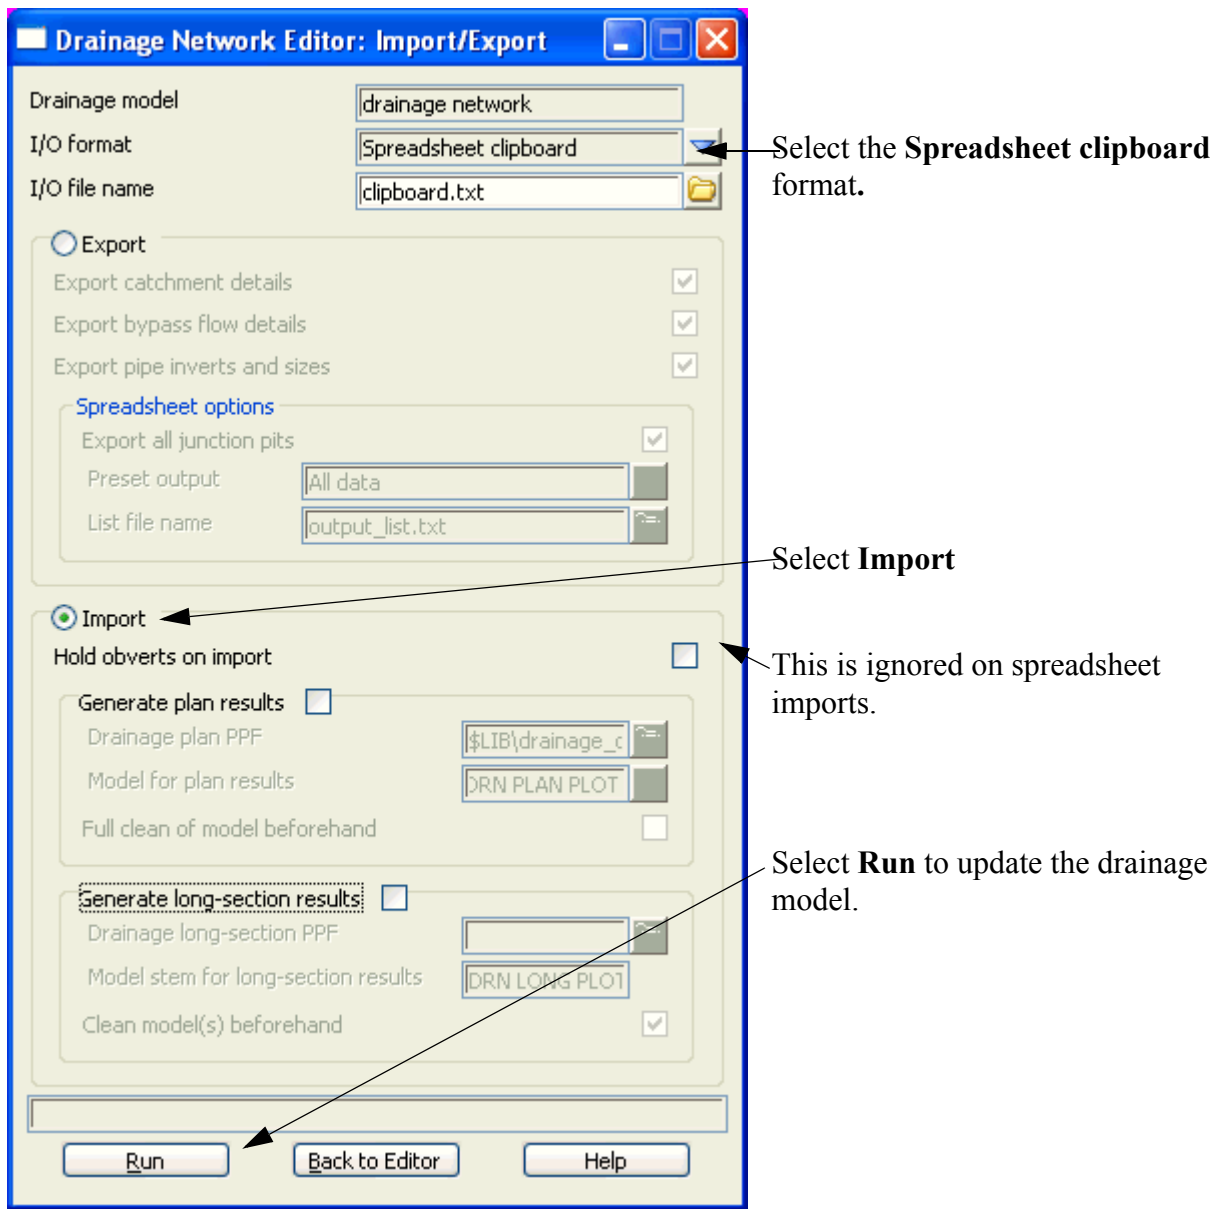 Drainage Network Editor: Import/Export
Drainage model
drainage network
I/O format
Spreadsheet clipboard
I/O file name
clipboard.txt
Select the Spreadsheet clipboard
format.
Export
Export catchment details
Export bypass flow details
Export pipe inverts and sizes
Spreadsheet options
Export all junction pits
Preset output
All data
List file name
output_list.txt
Select Import
Import
Hold obverts on import
This is ignored on spreadsheet
imports.
Generate plan results
Drainage plan PPF
$LIB\drainage_c
Model for plan results
DRN PLAN PLOT
Full clean of model beforehand
Select Run to update the drainage
model.
Generate long-section results
Drainage long-section PPF
Model stem for long-section results
DRN LONG PLOT
Clean model(s) beforehand
Run
Back to Editor
Help